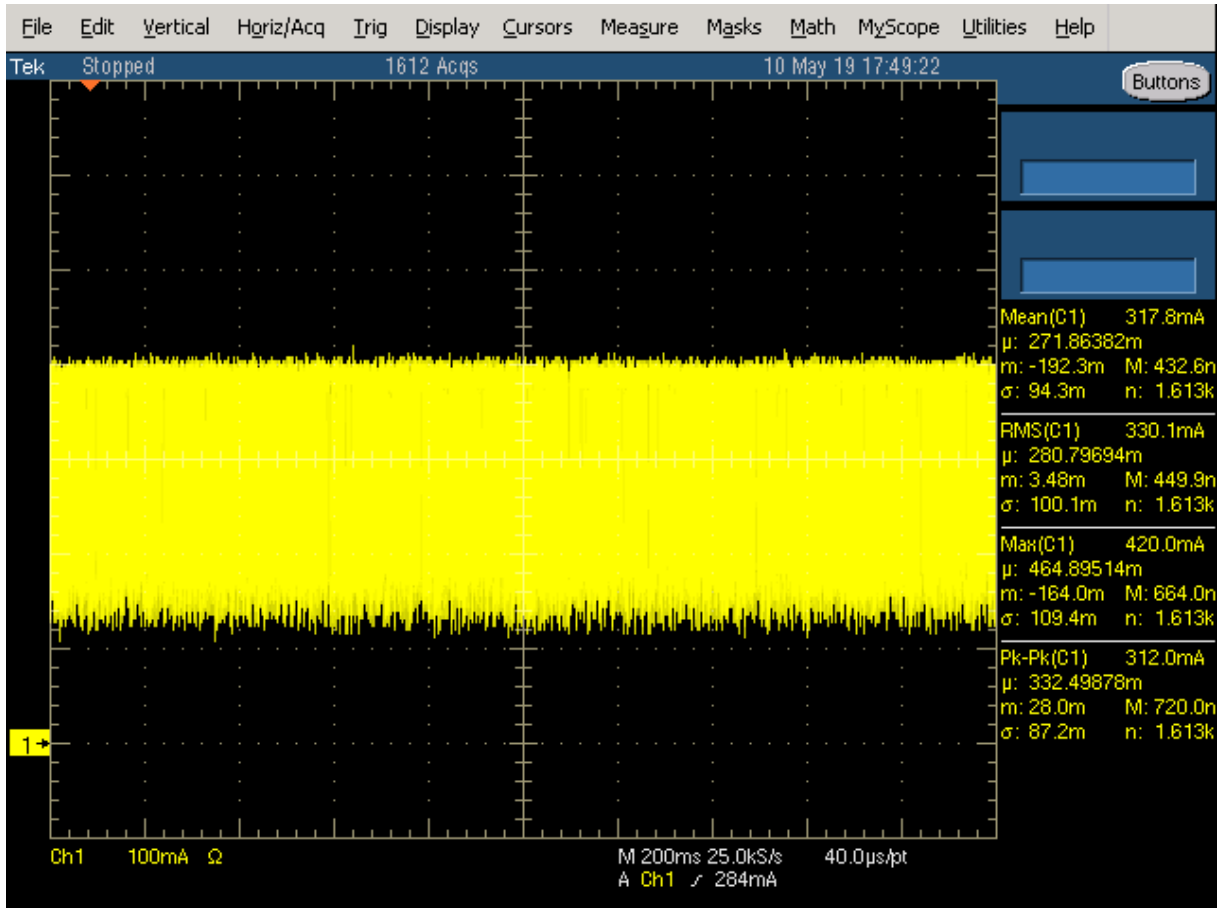 File Edit Vertical Horiz/Acq Trig Display Cursors Measure Masks Math MyScope Utilities Help
Tek Stopped 1612 Acqs 10 May 19 17:49:22
Buttons
Mean(C1) 317.8mA
µ: 271.86382m
m: -192.3m M: 432.6n
σ: 94.3m n: 1.613k
RMS(C1) 330.1mA
µ: 280.79694m
m: 3.48m M: 449.9n
σ: 100.1m n: 1.613k
Max(C1) 420.0mA
µ: 464.89514m
m: -164.0m M: 664.0n
σ: 109.4m n: 1.613k
Pk-Pk(C1) 312.0mA
µ: 332.49878m
m: 28.0m M: 720.0n
σ: 87.2m n: 1.613k
1
Ch1 100mA Ω M 200ms 25.0kS/s 40.0µs/pt
A Ch1 284mA